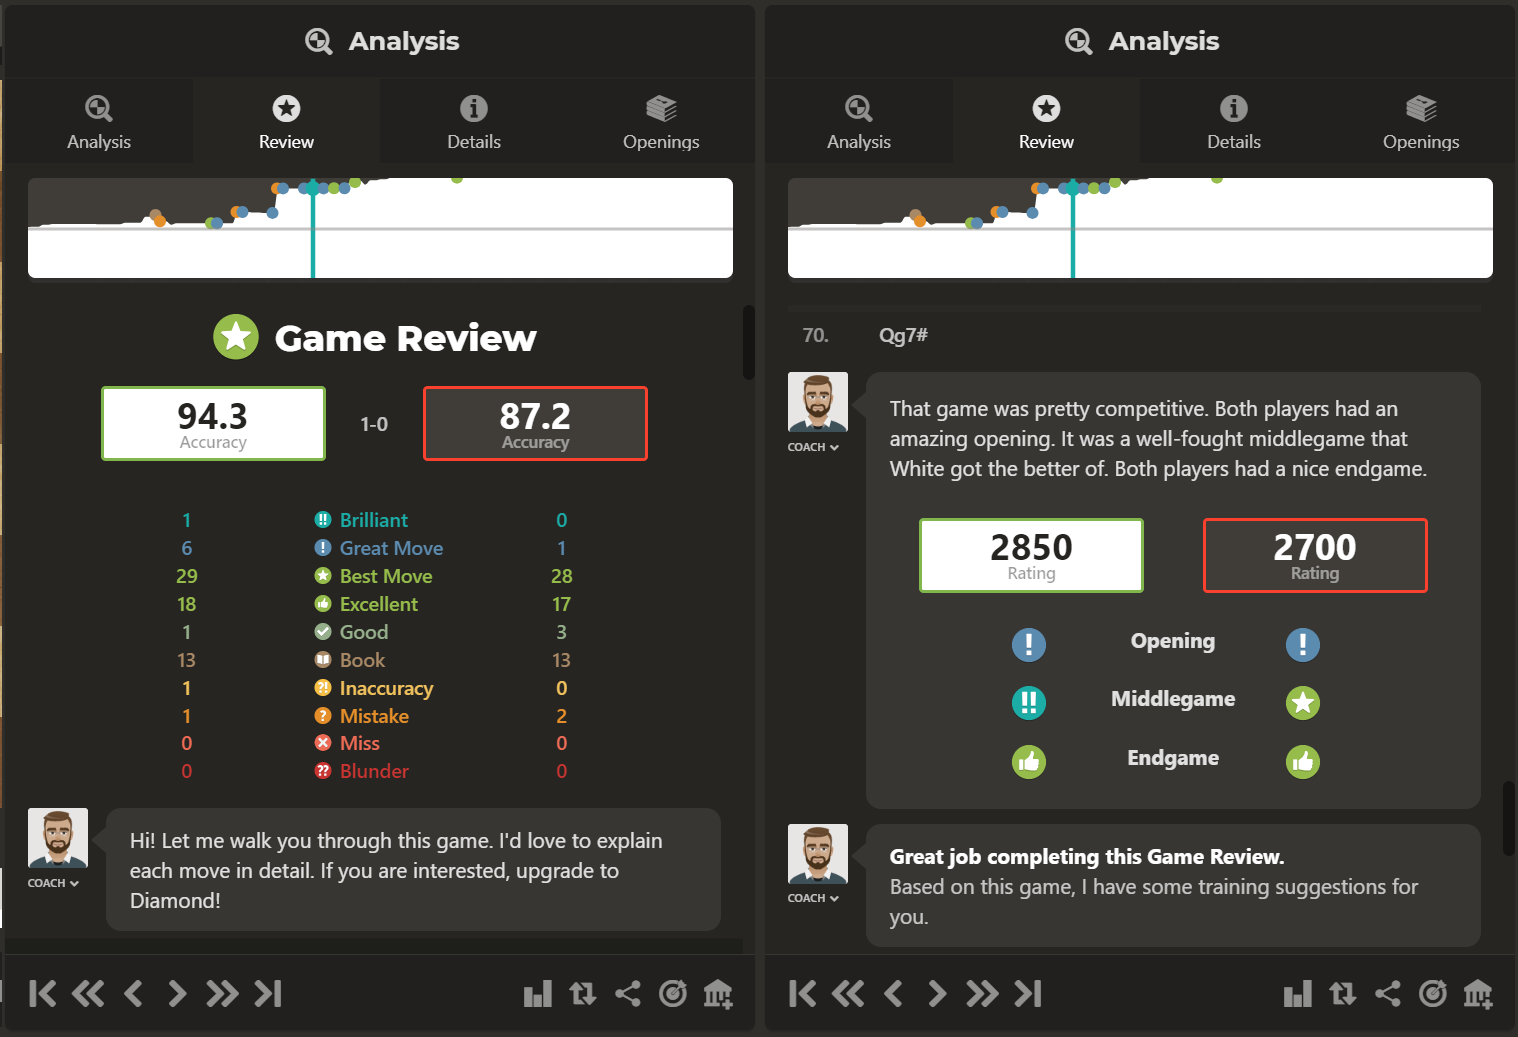 Analysis
Analysis Review Details Openings
Game Review
94.3 1-0 87.2
Accuracy Accuracy
1 !! Brilliant 0
6 ! Great Move 1
29 Best Move 28
18 Excellent 17
1 Good 3
13 Book 13
1 ?! Inaccuracy 0
1 ? Mistake 2
0 Miss 0
0 ?? Blunder 0
COACH
Hi! Let me walk you through this game. I'd love to explain
each move in detail. If you are interested, upgrade to
Diamond!
Analysis
Analysis Review Details Openings
70. Qg7#
COACH
That game was pretty competitive. Both players had an
amazing opening. It was a well-fought middlegame that
White got the better of. Both players had a nice endgame.
2850 2700
Rating Rating
! Opening !
!! Middlegame
Endgame
COACH
Great job completing this Game Review.
Based on this game, I have some training suggestions for
you.